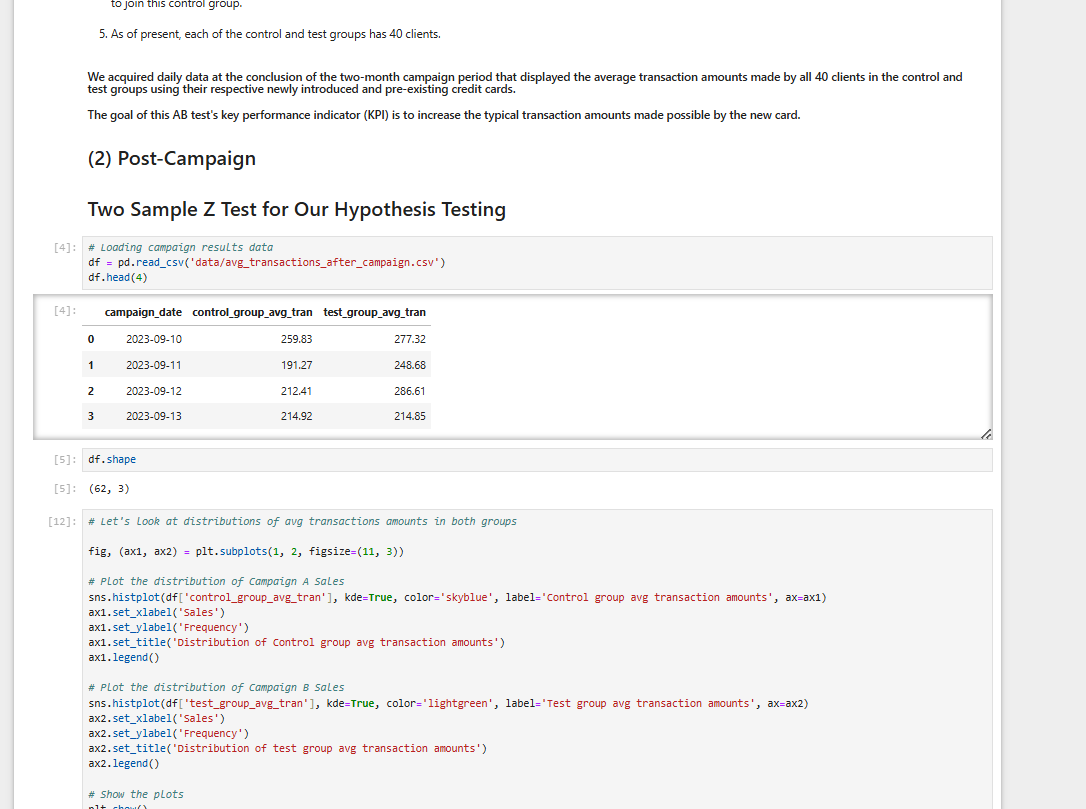 to join this control group.
5. As of present, each of the control and test groups has 40 clients.
We acquired daily data at the conclusion of the two-month campaign period that displayed the average transaction amounts made by all 40 clients in the control and
test groups using their respective newly introduced and pre-existing credit cards.
The goal of this AB test's key performance indicator (KPI) is to increase the typical transaction amounts made possible by the new card.
(2) Post-Campaign
Two Sample Z Test for Our Hypothesis Testing
[4]: # Loading campaign results data
df = pd.read_csv('data/avg_transactions_after_campaign.csv')
df.head(4)
[4]: campaign_date control_group_avg_tran test_group_avg_tran
0 2023-09-10 259.83 277.32
1 2023-09-11 191.27 248.68
2 2023-09-12 212.41 286.61
3 2023-09-13 214.92 214.85
[5]: df.shape
[5]: (62, 3)
[12]: # Let's look at distributions of avg transactions amounts in both groups
fig, (ax1, ax2) = plt.subplots(1, 2, figsize=(11, 3))
# Plot the distribution of Campaign A Sales
sns.histplot(df['control_group_avg_tran'], kde=True, color='skyblue', label='Control group avg transaction amounts', ax=ax1)
ax1.set_xlabel('Sales')
ax1.set_ylabel('Frequency')
ax1.set_title('Distribution of Control group avg transaction amounts')
ax1.legend()
# Plot the distribution of Campaign B Sales
sns.histplot(df['test_group_avg_tran'], kde=True, color='lightgreen', label='Test group avg transaction amounts', ax=ax2)
ax2.set_xlabel('Sales')
ax2.set_ylabel('Frequency')
ax2.set_title('Distribution of test group avg transaction amounts')
ax2.legend()
# Show the plots
plt.show()